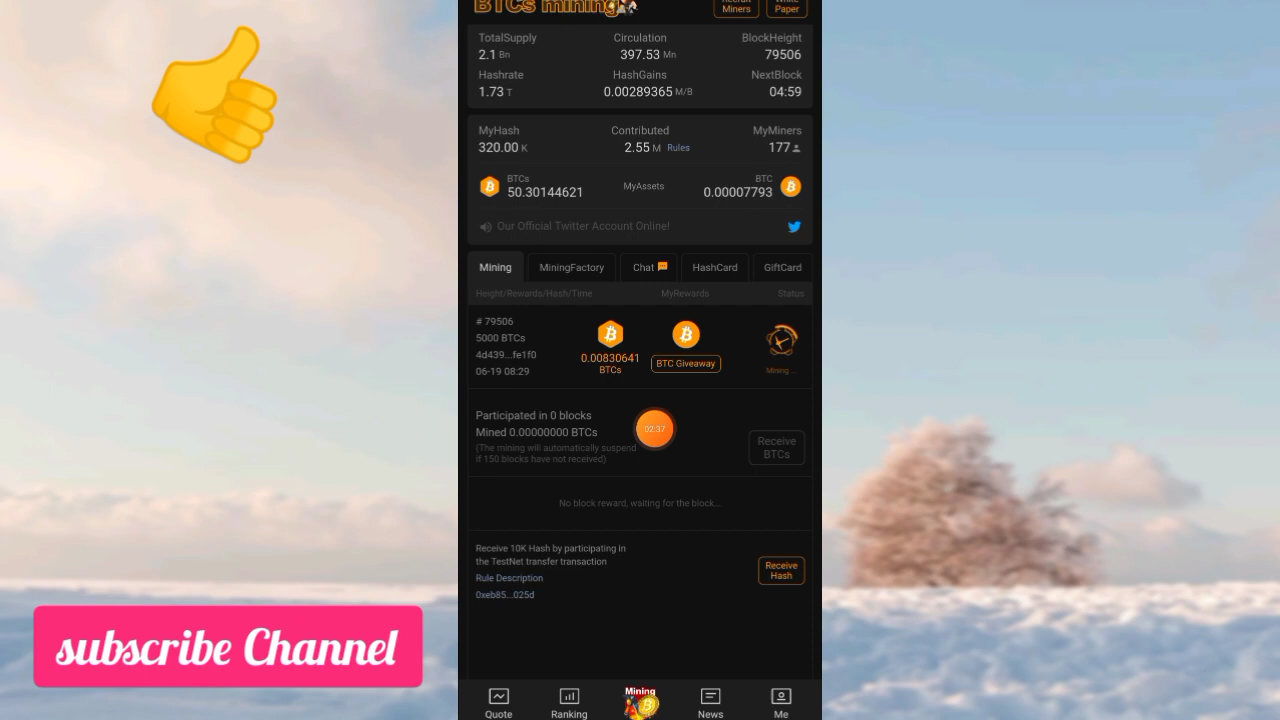 BTCs mining
Recruit Miners
White Paper
TotalSupply Circulation BlockHeight
2.1 Bn 397.53 Mn 79506
Hashrate HashGains NextBlock
1.73 T 0.00289365 M/B 04:59
MyHash Contributed MyMiners
320.00 K 2.55 M Rules 177
BTCs MyAssets BTC
50.30144621 0.00007793
Our Official Twitter Account Online!
Mining MiningFactory Chat HashCard GiftCard
Height/Rewards/Hash/Time MyRewards Status
# 79506
5000 BTCs
4d439...fe1f0
06-19 08:29
0.00830641
BTCs
BTC Giveaway
Mining...
Participated in 0 blocks
Mined 0.00000000 BTCs
(The mining will automatically suspend
if 150 blocks have not received)
02:37
Receive
BTCs
No block reward, waiting for the block...
Receive 10K Hash by participating in
the TestNet transfer transaction
Rule Description
0xeb85...025d
Receive
Hash
Quote Ranking Mining News Me
subscribe Channel